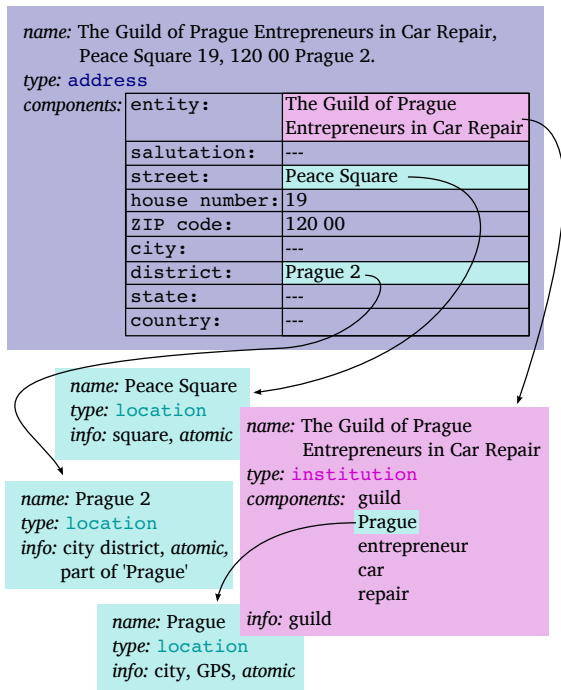 name: The Guild of Prague Entrepreneurs in Car Repair,
Peace Square 19, 120 00 Prague 2.
type: address
components: entity: The Guild of Prague
Entrepreneurs in Car Repair
salutation: ---
street: Peace Square
house number: 19
ZIP code: 120 00
city: ---
district: Prague 2
state: ---
country: ---
name: Peace Square
type: location
info: square, atomic
name: The Guild of Prague
Entrepreneurs in Car Repair
type: institution
components: guild
Prague
entrepreneur
car
repair
info: guild
name: Prague 2
type: location
info: city district, atomic,
part of 'Prague'
name: Prague
type: location
info: city, GPS, atomic